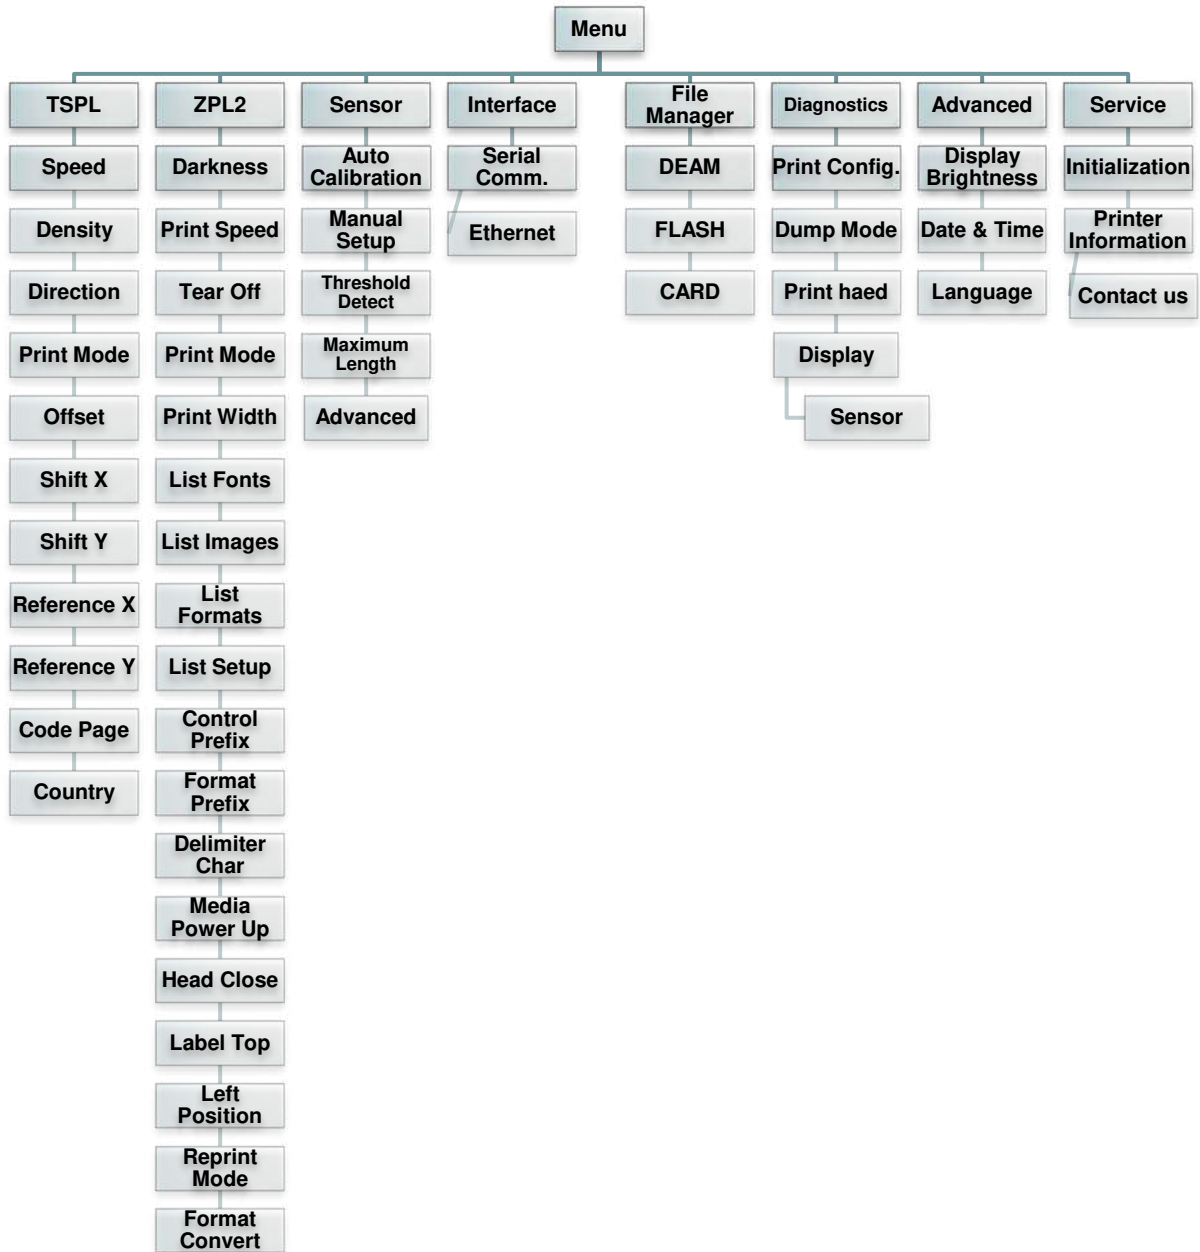 Menu
TSPL
Speed
Density
Direction
Print Mode
Offset
Shift X
Shift Y
Reference X
Reference Y
Code Page
Country
ZPL2
Darkness
Print Speed
Tear Off
Print Mode
Print Width
List Fonts
List Images
List
Formats
List Setup
Control
Prefix
Format
Prefix
Delimiter
Char
Media
Power Up
Head Close
Label Top
Left
Position
Reprint
Mode
Format
Convert
Sensor
Auto
Calibration
Manual
Setup
Threshold
Detect
Maximum
Length
Advanced
Interface
Serial
Comm.
Ethernet
File
Manager
DEAM
FLASH
CARD
Diagnostics
Print Config.
Dump Mode
Print haed
Display
Sensor
Advanced
Display
Brightness
Date & Time
Language
Service
Initialization
Printer
Information
Contact us